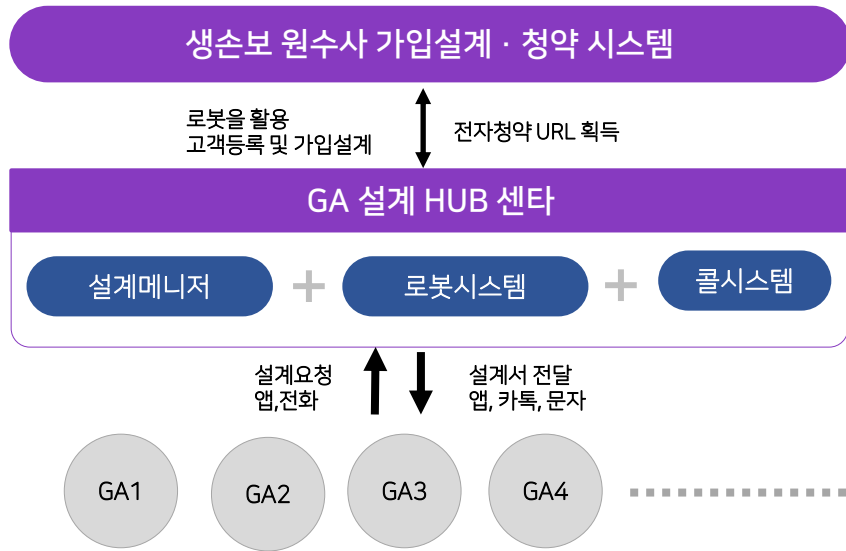 생손보 원수사 가입설계 · 청약 시스템
로봇을 활용
고객등록 및 가입설계
전자청약 URL 획득
GA 설계 HUB 센타
설계메니저 + 로봇시스템 + 콜시스템
설계요청
앱,전화
설계서 전달
앱, 카톡, 문자
GA1 GA2 GA3 GA4